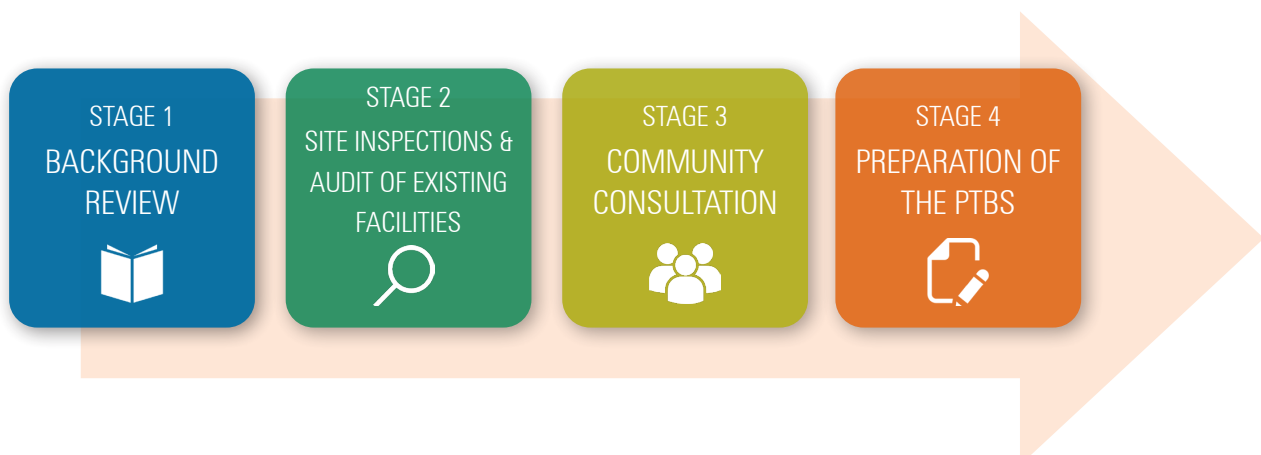 STAGE 1
BACKGROUND
REVIEW
STAGE 2
SITE INSPECTIONS &
AUDIT OF EXISTING
FACILITIES
STAGE 3
COMMUNITY
CONSULTATION
STAGE 4
PREPARATION OF
THE PTBS